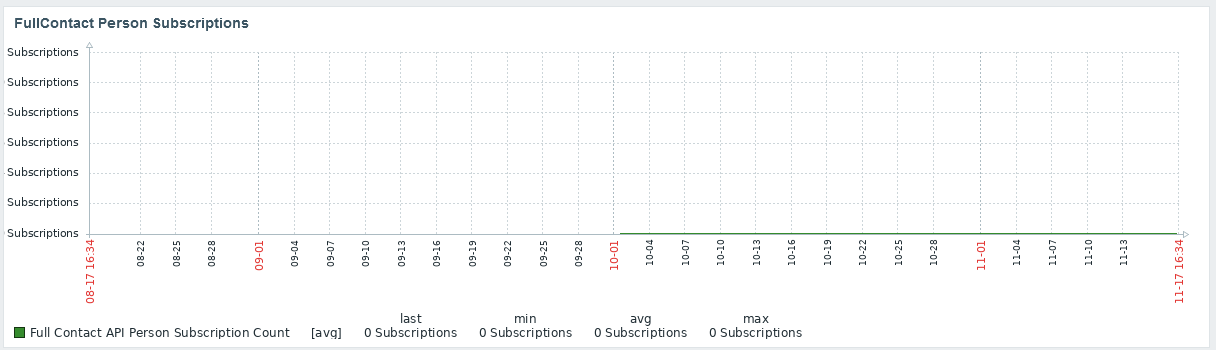 FullContact Person Subscriptions
Subscriptions
Subscriptions
Subscriptions
Subscriptions
Subscriptions
Subscriptions
Subscriptions
08-17 16:34 08-22 08-25 08-28 09-01 09-04 09-07 09-10 09-13 09-16 09-19 09-22 09-25 09-28 10-01 10-04 10-07 10-10 10-13 10-16 10-19 10-22 10-25 10-28 11-01 11-04 11-07 11-10 11-13 11-17 16:34
last min avg max
Full Contact API Person Subscription Count [avg] 0 Subscriptions 0 Subscriptions 0 Subscriptions 0 Subscriptions